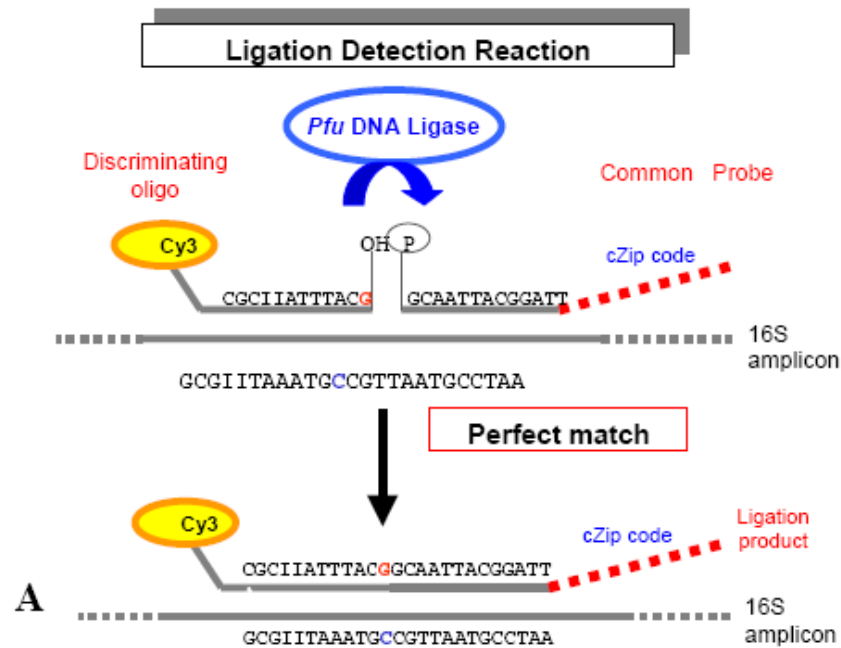 Ligation Detection Reaction
Pfu DNA Ligase
Discriminating
oligo
Common Probe
Cy3
OH P
cZip code
CGCIIATTTACG
GCAATTACGGATT
16S
amplicon
GCGIITAAATGCCGTTAATGCCTAA
Perfect match
Cy3
cZip code
Ligation
product
CGCIIATTTACGGCAATTACGGATT
A
16S
amplicon
GCGIITAAATGCCGTTAATGCCTAA